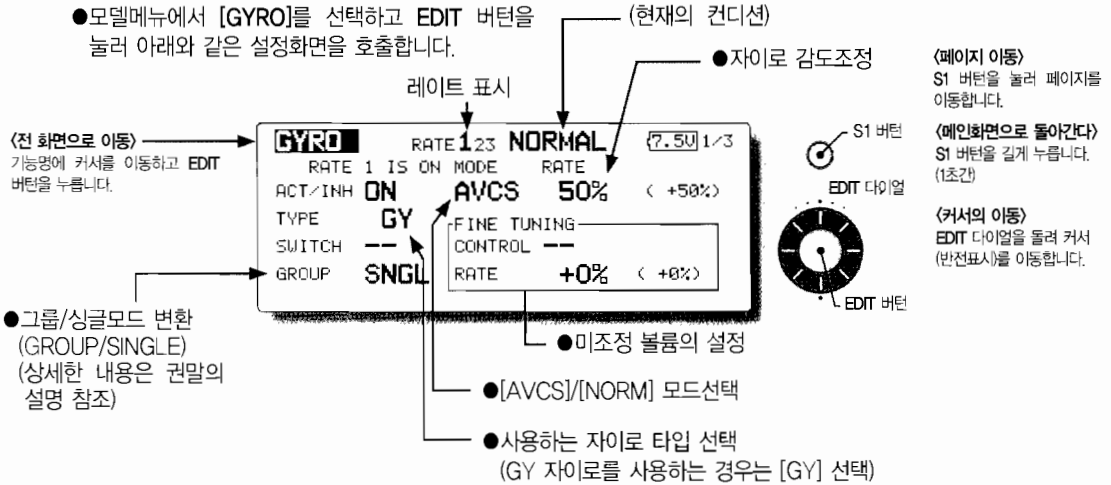 ●모델메뉴에서 [GYRO]를 선택하고 EDIT 버턴을
눌러 아래와 같은 설정화면을 호출합니다.
(현재의 컨디션)
●자이로 감도조정
레이트 표시
〈페이지 이동〉
S1 버턴을 눌러 페이지를
이동합니다.
〈메인화면으로 돌아간다〉
S1 버턴을 길게 누릅니다.
(1초간)
〈커서의 이동〉
EDIT 다이얼을 돌려 커서
(반전표시)를 이동합니다.
S1 버턴
EDIT 다이얼
EDIT 버턴
〈전 화면으로 이동〉
기능명에 커서를 이동하고 EDIT
버턴을 누릅니다.
GYRO RATE 123 NORMAL 7.5V 1/3
RATE 1 IS ON MODE RATE
ACT/INH ON AVCS 50% ( +50%)
TYPE GY FINE TUNING
SWITCH -- CONTROL --
GROUP SNGL RATE +0% ( +0%)
●그룹/싱글모드 변환
(GROUP/SINGLE)
(상세한 내용은 권말의
설명 참조)
●미조정 볼륨의 설정
●[AVCS]/[NORM] 모드선택
●사용하는 자이로 타입 선택
(GY 자이로를 사용하는 경우는 [GY] 선택)